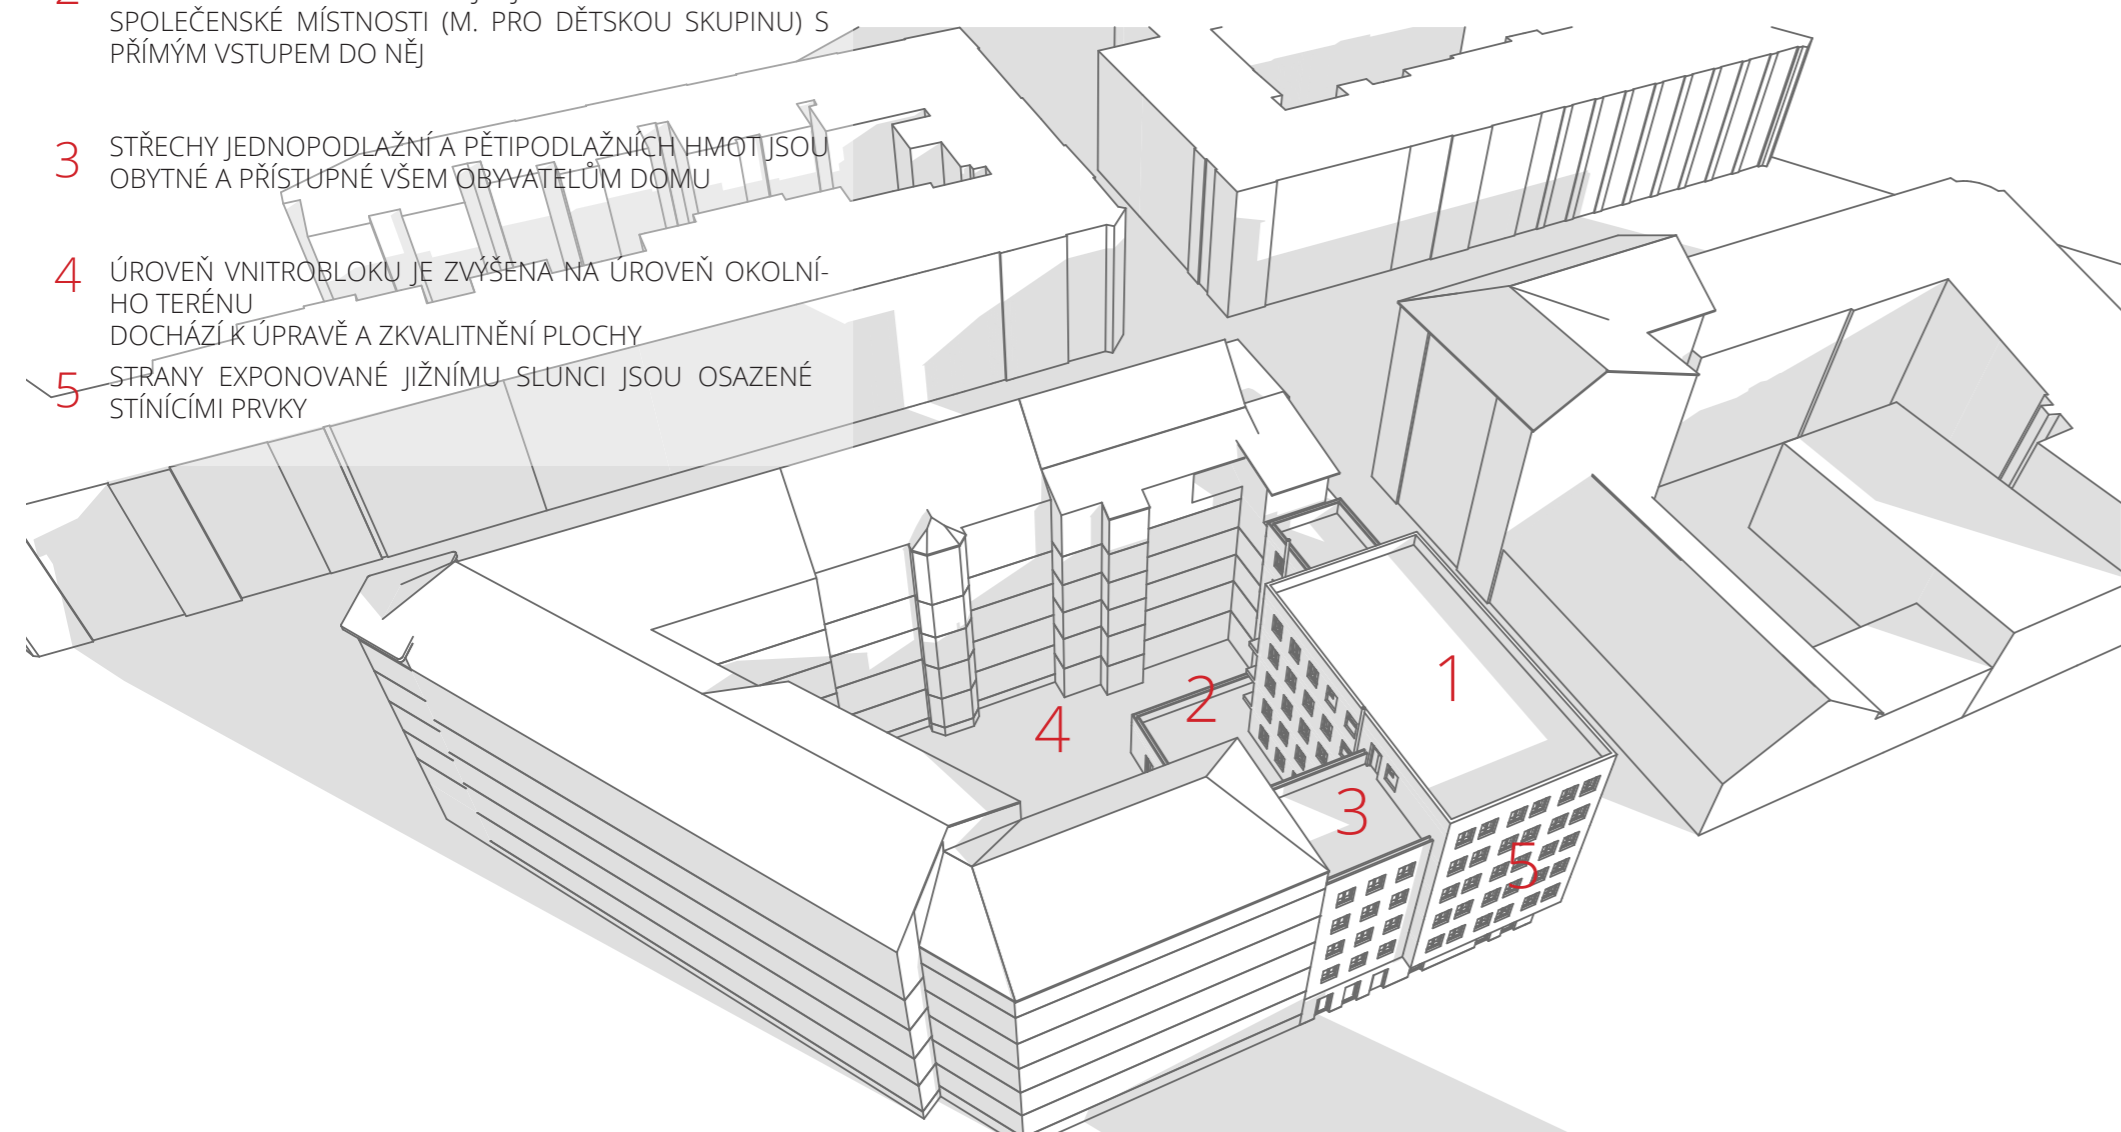 2
SPOLEČENSKÉ MÍSTNOSTI (M. PRO DĚTSKOU SKUPINU) S
PŘÍMÝM VSTUPEM DO NĚJ
3
STŘECHY JEDNOPODLAŽNÍ A PĚTIPODLAŽNÍCH HMOT JSOU
OBYTNÉ A PŘÍSTUPNÉ VŠEM OBYVATELŮM DOMU
4
ÚROVEŇ VNITROBLOKU JE ZVÝŠENA NA ÚROVEŇ OKOLNÍ-
HO TERÉNU
DOCHÁZÍ K ÚPRAVĚ A ZKVALITNĚNÍ PLOCHY
5
STRANY EXPONOVANÉ JIŽNÍMU SLUNCI JSOU OSAZENÉ
STÍNÍCÍMI PRVKY
1
2
4
3
5